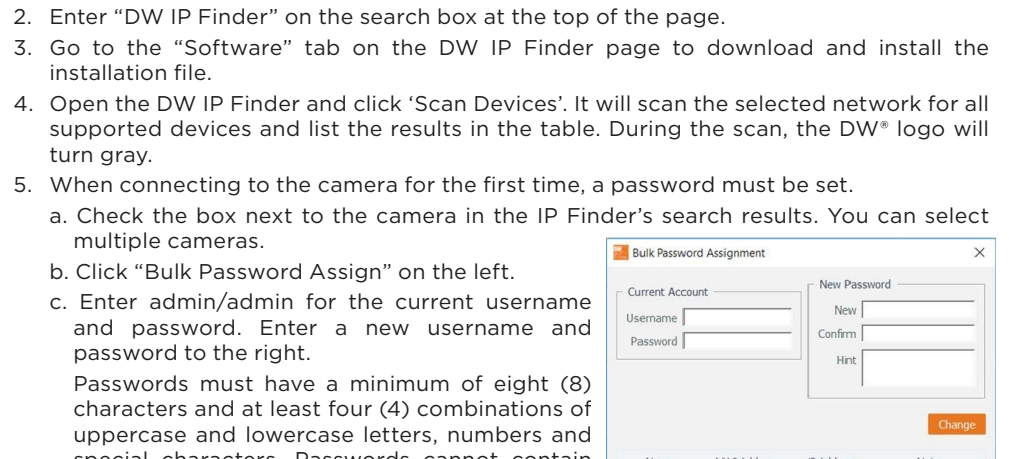 2. Enter “DW IP Finder” on the search box at the top of the page.
3. Go to the “Software” tab on the DW IP Finder page to download and install the
installation file.
4. Open the DW IP Finder and click ‘Scan Devices’. It will scan the selected network for all
supported devices and list the results in the table. During the scan, the DW® logo will
turn gray.
5. When connecting to the camera for the first time, a password must be set.
a. Check the box next to the camera in the IP Finder’s search results. You can select
multiple cameras.
b. Click “Bulk Password Assign” on the left.
c. Enter admin/admin for the current username
and password. Enter a new username and
password to the right.
Passwords must have a minimum of eight (8)
characters and at least four (4) combinations of
uppercase and lowercase letters, numbers and
special characters. Passwords cannot contain
Bulk Password Assignment
Current Account
Username
Password
New Password
New
Confirm
Hint
Change